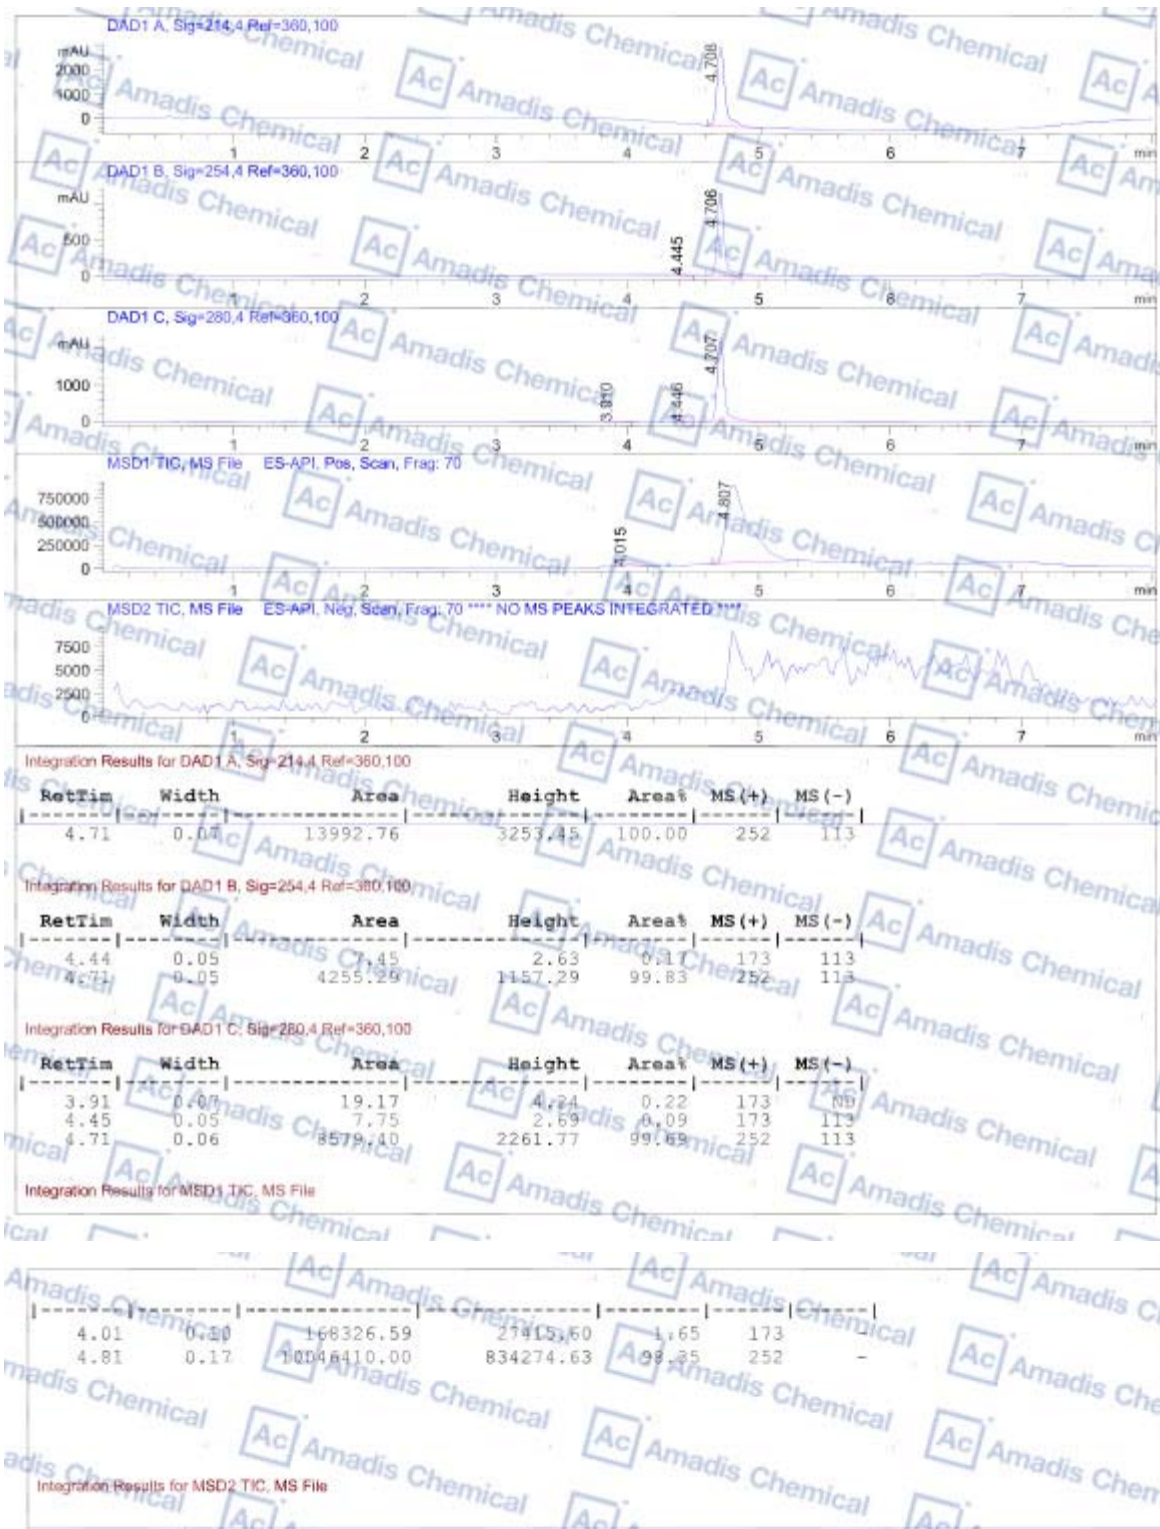 DAD1 A, Sig=214,4 Ref=360,100
mAU
2000
1000
0
4.708
1 2 3 4 5 6 7 min
DAD1 B, Sig=254,4 Ref=360,100
mAU
500
0
4.445
4.706
1 2 3 4 5 6 7 min
DAD1 C, Sig=280,4 Ref=360,100
mAU
1000
0
3.910
4.446
4.707
1 2 3 4 5 6 7 min
MSD1 TIC, MS File ES-API, Pos, Scan, Frag: 70
750000
500000
250000
0
4.015
4.807
1 2 3 4 5 6 7 min
MSD2 TIC, MS File ES-API, Neg, Scan, Frag: 70 **** NO MS PEAKS INTEGRATED ****
7500
5000
2500
0
1 2 3 4 5 6 7 min
Integration Results for DAD1 A, Sig=214,4 Ref=360,100
RetTim Width Area Height Area% MS(+) MS(-)
4.71 0.07 13992.76 3253.45 100.00 252 113
Integration Results for DAD1 B, Sig=254,4 Ref=360,100
RetTim Width Area Height Area% MS(+) MS(-)
4.44 0.05 7.45 2.63 0.17 173 113
4.71 0.05 4255.29 1157.29 99.83 252 113
Integration Results for DAD1 C, Sig=280,4 Ref=360,100
RetTim Width Area Height Area% MS(+) MS(-)
3.91 0.07 19.17 4.24 0.22 173 ND
4.45 0.05 7.75 2.69 0.09 173 113
4.71 0.06 8579.40 2261.77 99.69 252 113
Integration Results for MSD1 TIC, MS File
4.01 0.10 168326.59 27415.60 1.65 173 -
4.81 0.17 10046410.00 834274.63 98.35 252 -
Integration Results for MSD2 TIC, MS File
Ac Amadis Chemical